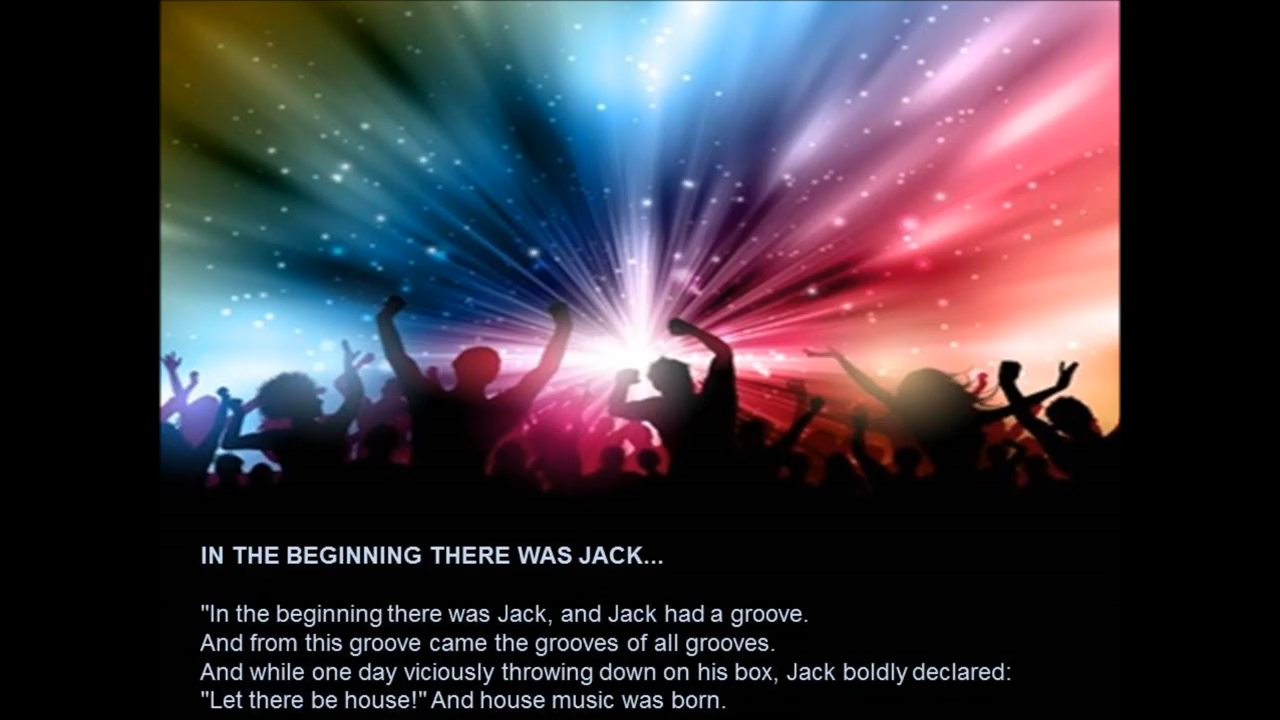 IN THE BEGINNING THERE WAS JACK...
"In the beginning there was Jack, and Jack had a groove.
And from this groove came the grooves of all grooves.
And while one day viciously throwing down on his box, Jack boldly declared:
"Let there be house!" And house music was born.